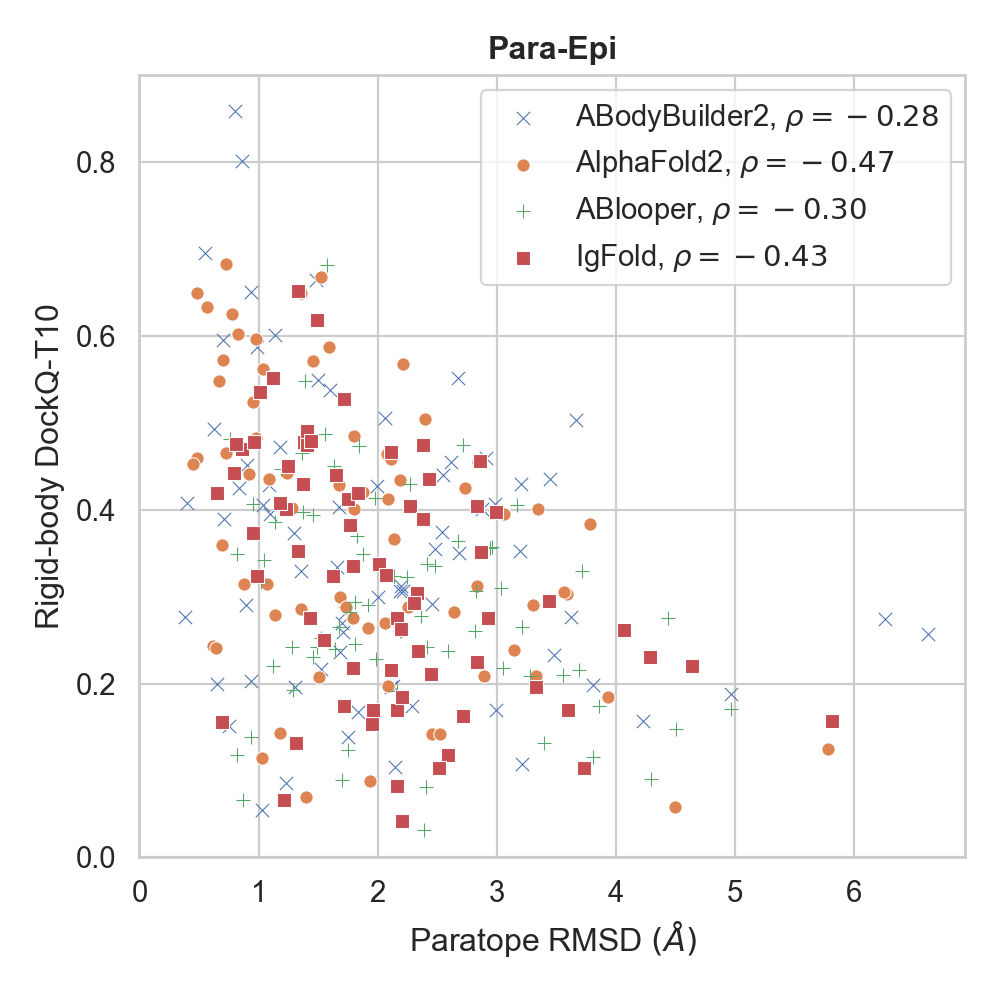 Para-Epi
ABodyBuilder2, ρ = −0.28
AlphaFold2, ρ = −0.47
ABlooper, ρ = −0.30
IgFold, ρ = −0.43
Rigid-body DockQ-T10
0.8
0.6
0.4
0.2
0.0
0 1 2 3 4 5 6
Paratope RMSD (Å)